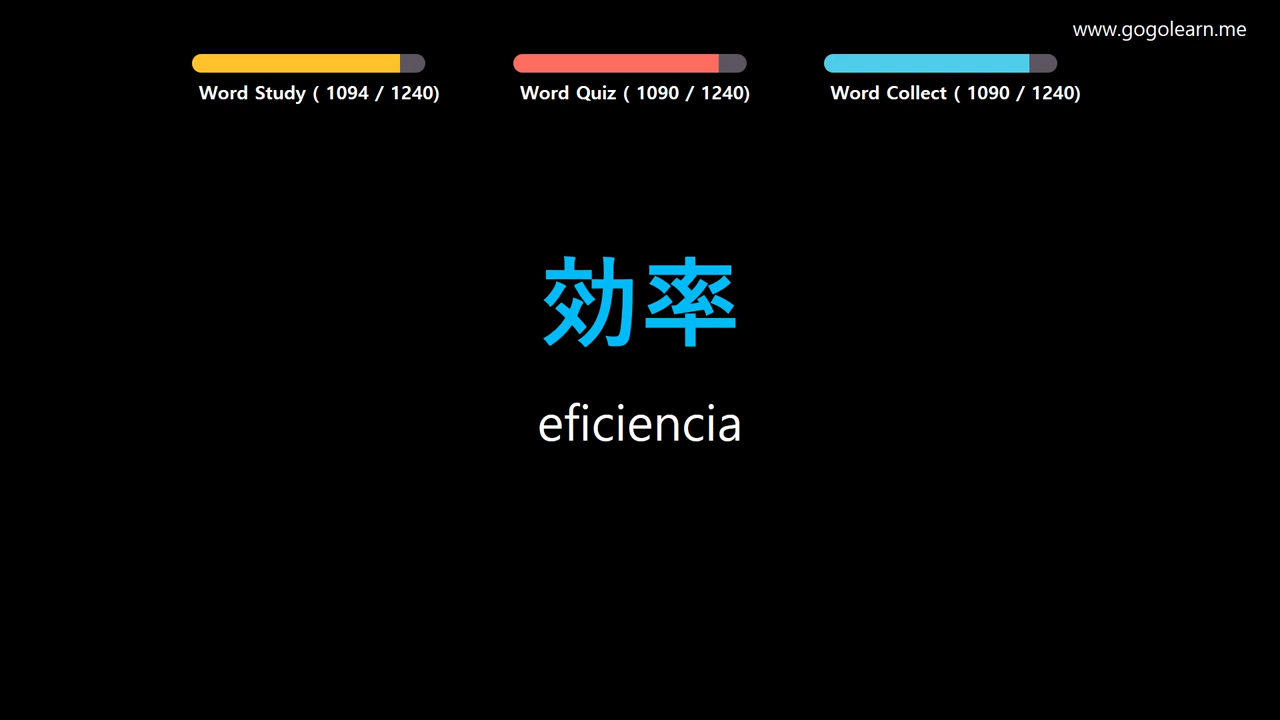 www.gogolearn.me
Word Study ( 1094 / 1240)
Word Quiz ( 1090 / 1240)
Word Collect ( 1090 / 1240)
効率
eficiencia